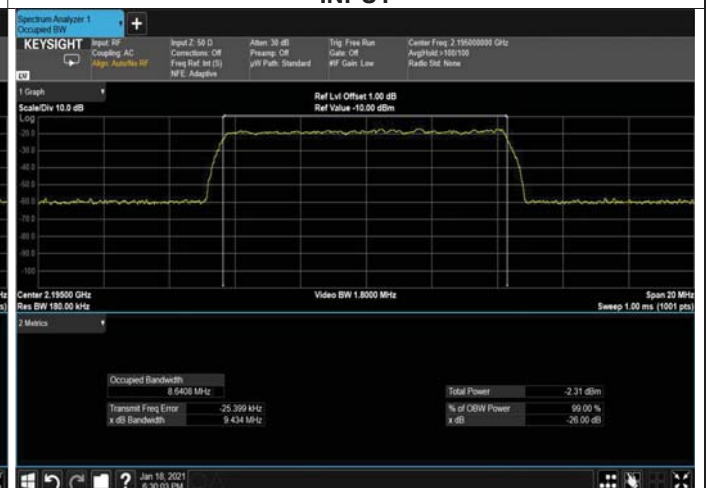 INPUT
Spectrum Analyzer 1
Occupied BW
+
KEYSIGHT
Input: RF
Coupling: AC
Align: Auto/No RF
Input Z: 50 Ω
Corrections: Off
Freq Ref: Int (S)
NFE: Adaptive
Atten: 30 dB
Preamp: Off
µW Path: Standard
Trig: Free Run
Gate: Off
#IF Gain: Low
Center Freq: 2.195000000 GHz
Avg|Hold:>100/100
Radio Std: None
LV
1 Graph
Scale/Div 10.0 dB
Ref Lvl Offset 1.00 dB
Ref Value -10.00 dBm
Log
-20.0
-30.0
-40.0
-50.0
-60.0
-70.0
-80.0
-90.0
-100
Center 2.19500 GHz
Video BW 1.8000 MHz
Span 20 MHz
Res BW 180.00 kHz
Sweep 1.00 ms (1001 pts)
2 Metrics
Occupied Bandwidth
8.6408 MHz
Total Power -2.31 dBm
Transmit Freq Error -25.399 kHz
% of OBW Power 99.00 %
x dB Bandwidth 9.434 MHz
x dB -26.00 dB
?
Jan 18, 2021
6:30:03 PM